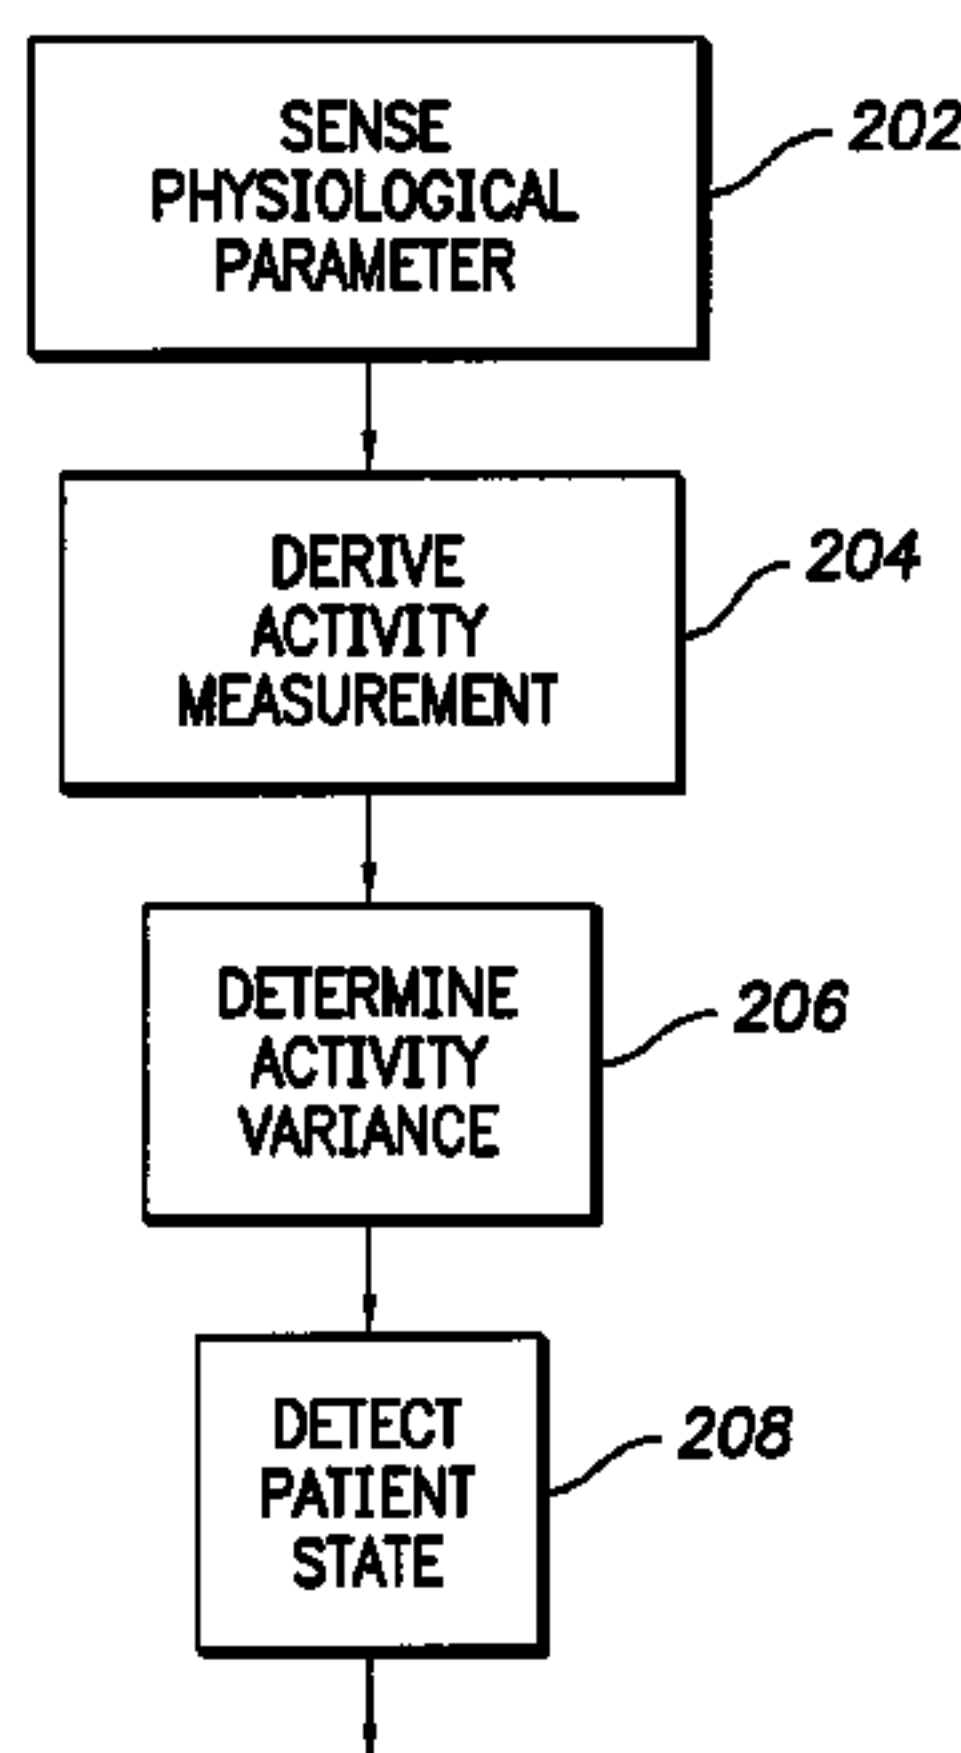 SENSE
PHYSIOLOGICAL
PARAMETER
202
DERIVE
ACTIVITY
MEASUREMENT
204
DETERMINE
ACTIVITY
VARIANCE
206
DETECT
PATIENT
STATE
208